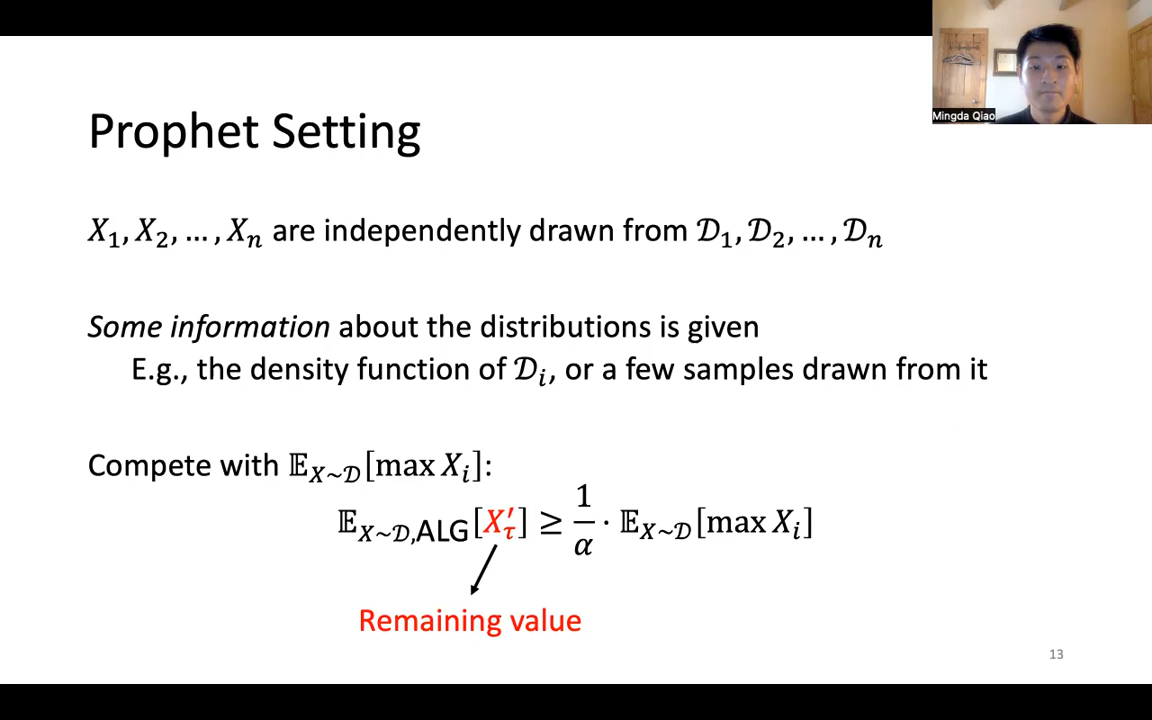 Mingda Qiao
Prophet Setting
𝑋₁, 𝑋₂, … , 𝑋ₙ are independently drawn from 𝒟₁, 𝒟₂, … , 𝒟ₙ
Some information about the distributions is given
E.g., the density function of 𝒟ᵢ, or a few samples drawn from it
Compete with 𝔼_{X~𝒟}[max 𝑋ᵢ]:
𝔼_{X~𝒟,ALG}[X′_τ] ≥ 1/α · 𝔼_{X~𝒟}[max 𝑋ᵢ]
Remaining value
13